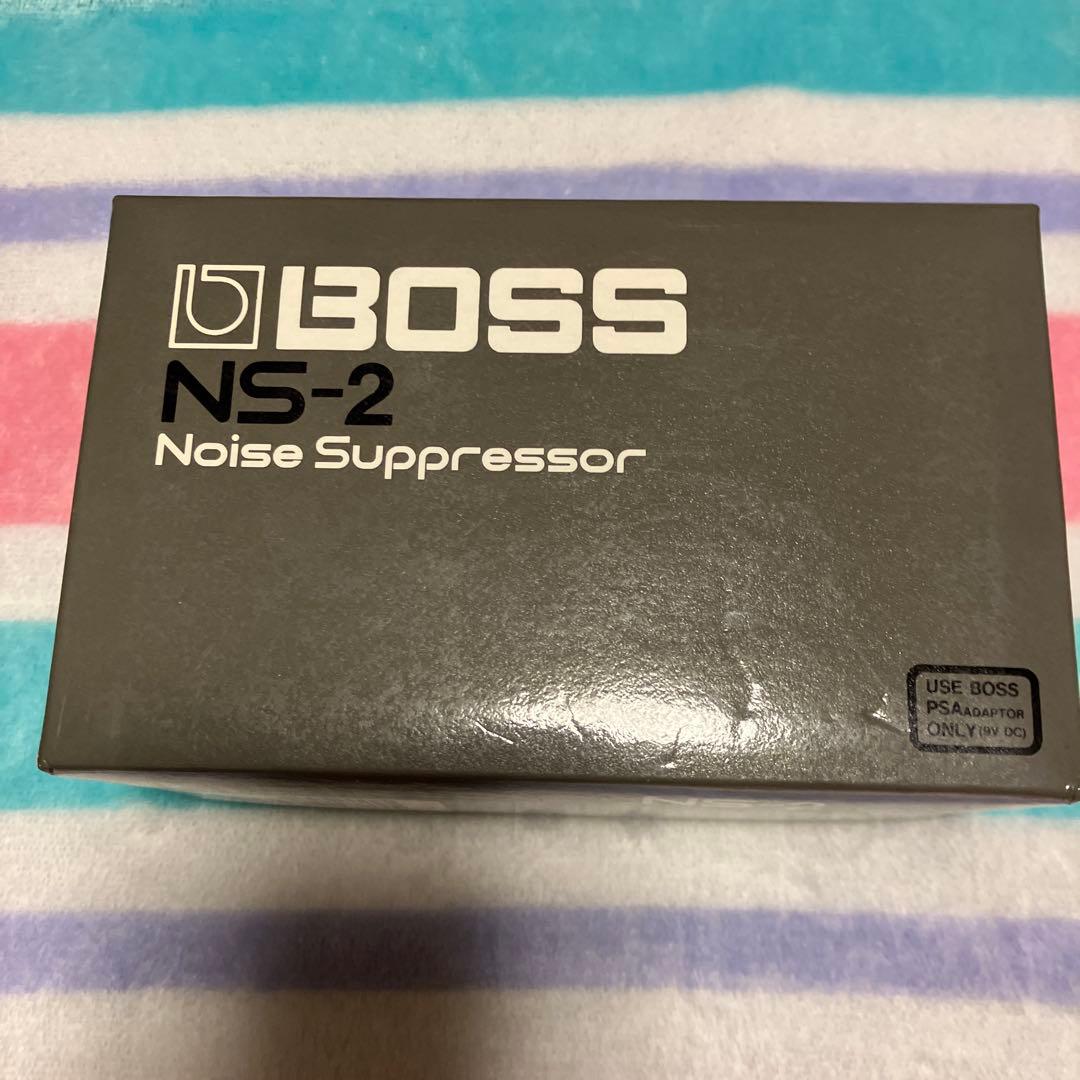 BOSS
NS-2
Noise Suppressor
USE BOSS
PSA ADAPTOR
ONLY (9V DC)